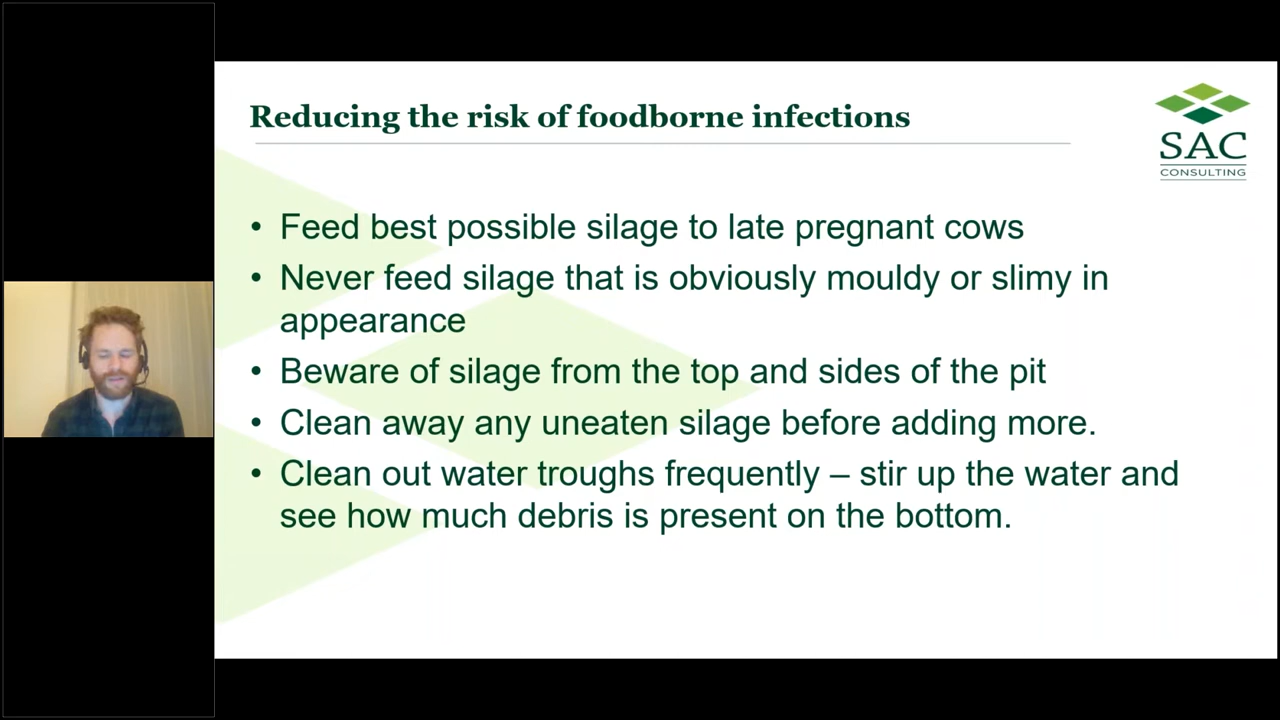 Reducing the risk of foodborne infections
SAC
CONSULTING
• Feed best possible silage to late pregnant cows
• Never feed silage that is obviously mouldy or slimy in
appearance
• Beware of silage from the top and sides of the pit
• Clean away any uneaten silage before adding more.
• Clean out water troughs frequently – stir up the water and
see how much debris is present on the bottom.